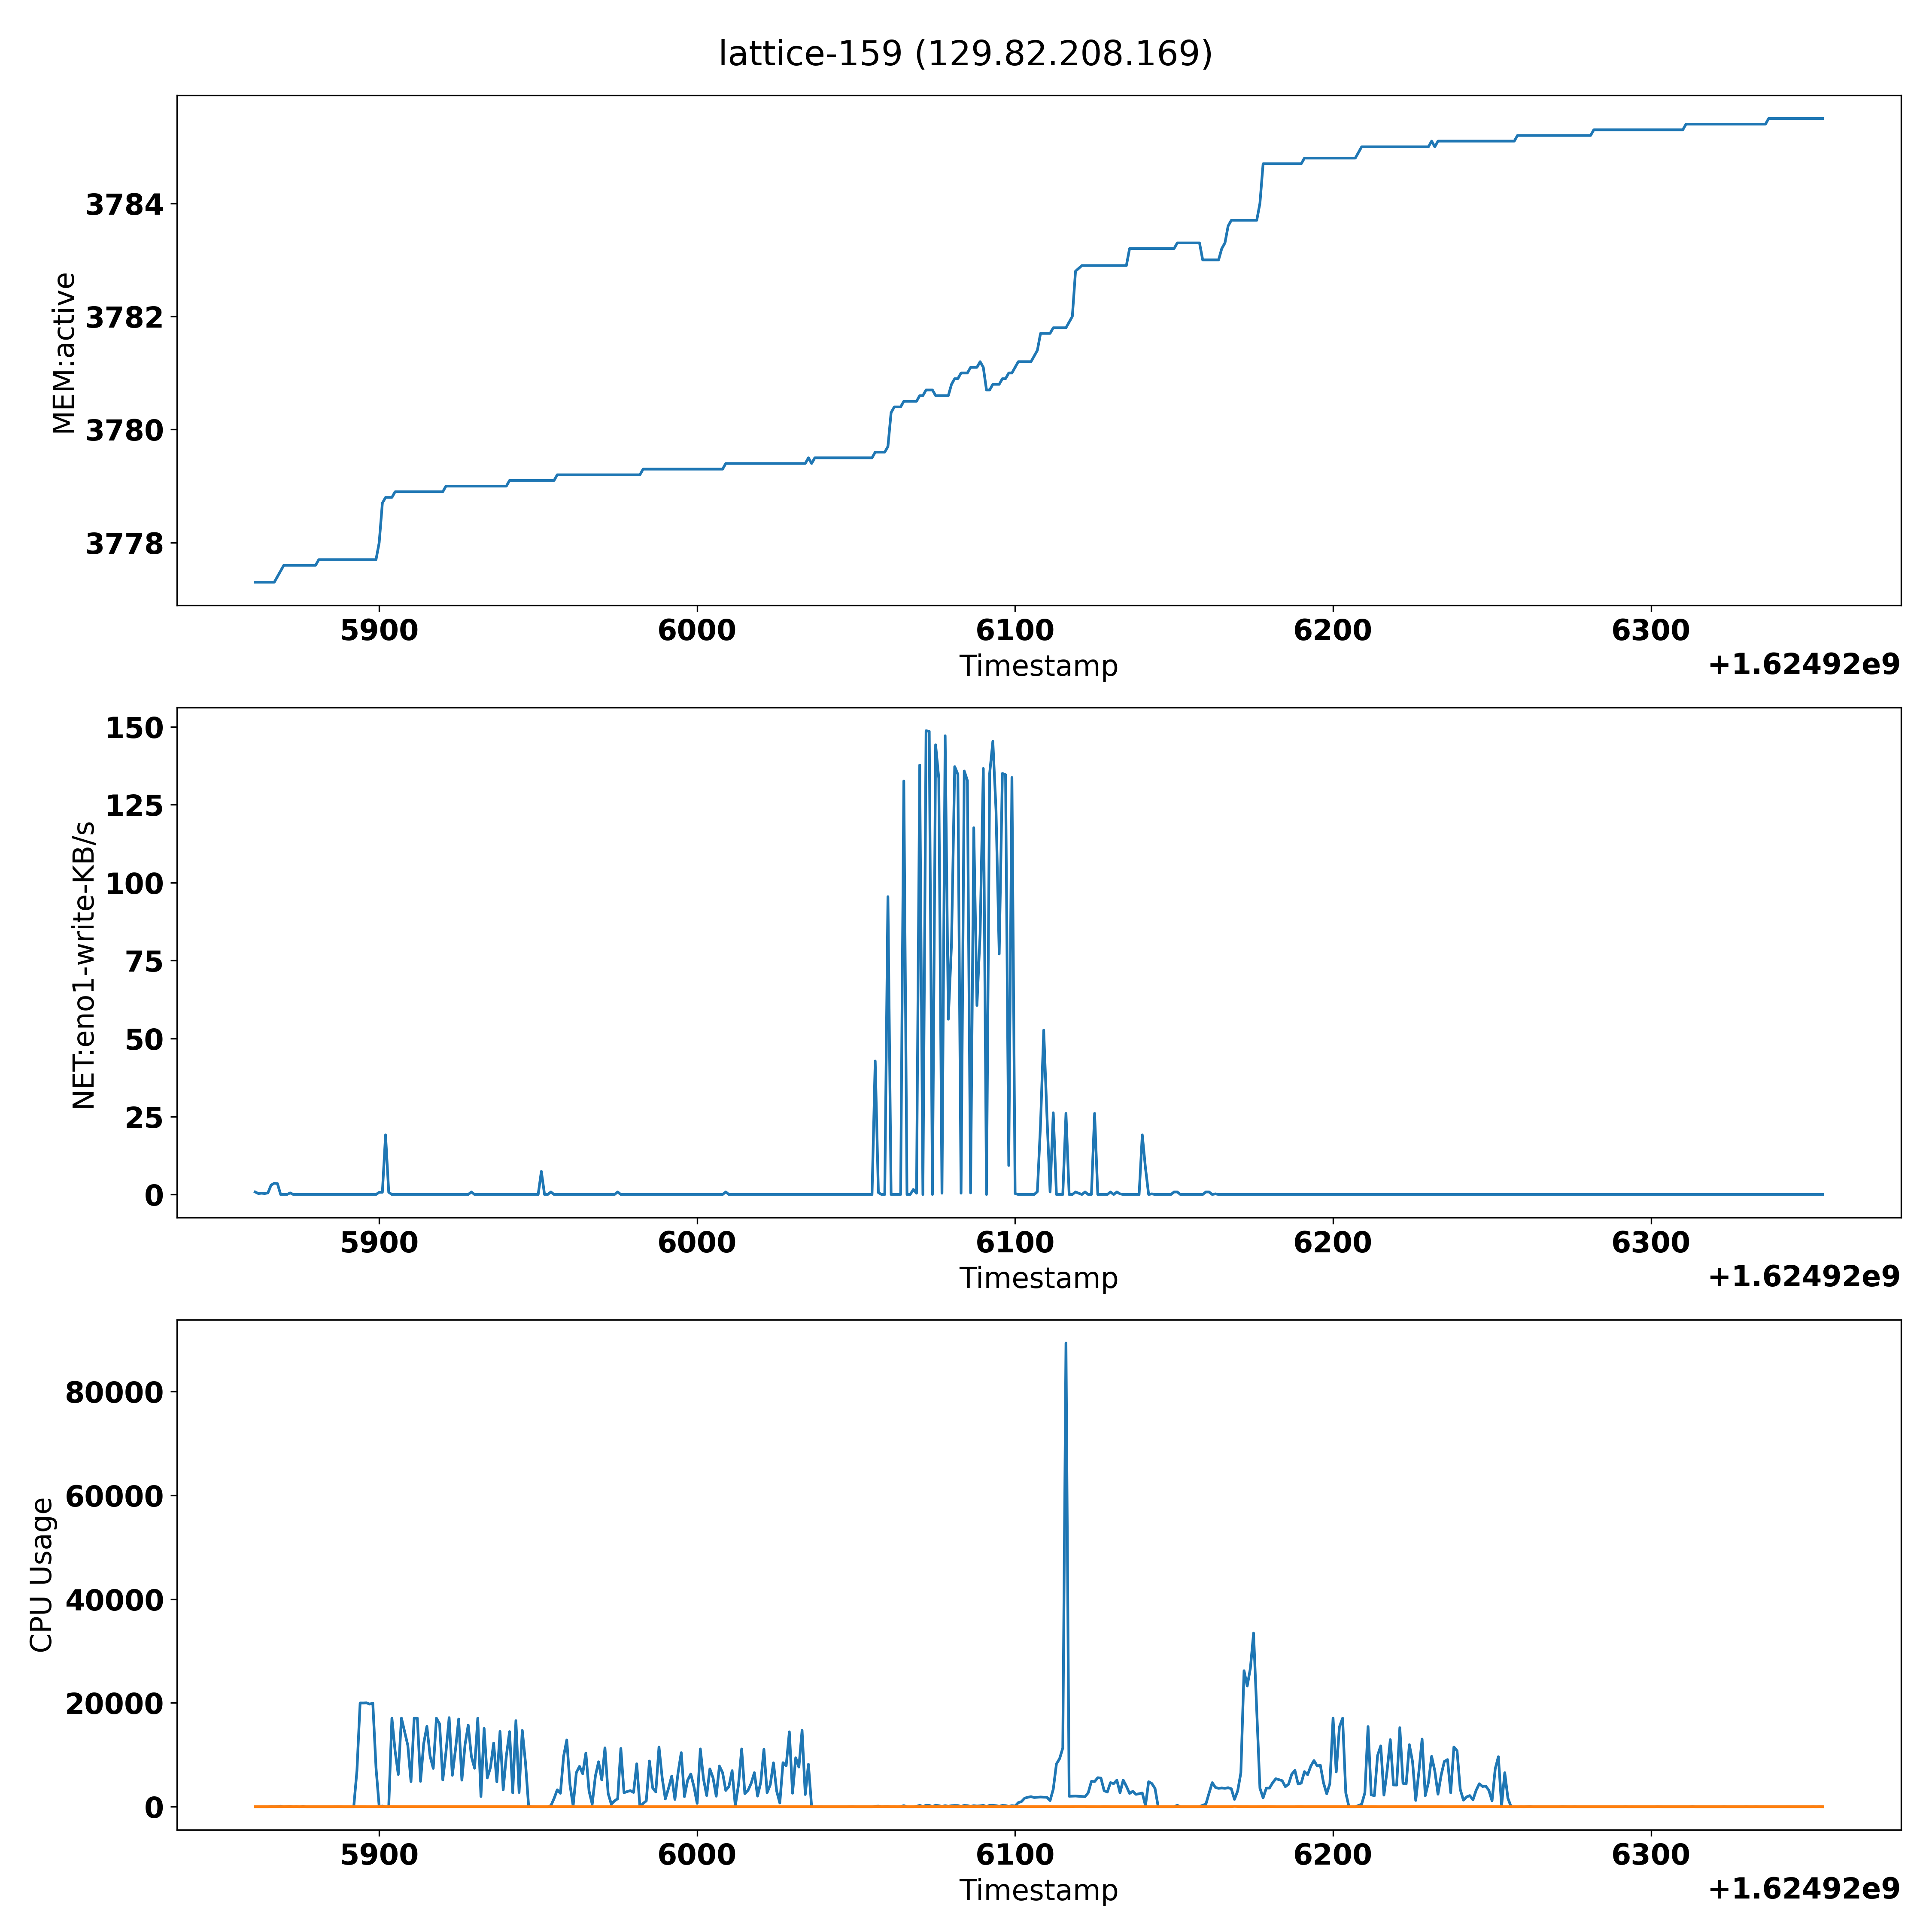 lattice-159 (129.82.208.169)
MEM:active
3784
3782
3780
3778
5900 6000 6100 6200 6300
Timestamp
+1.62492e9
NET:eno1-write-KB/s
150
125
100
75
50
25
0
5900 6000 6100 6200 6300
Timestamp
+1.62492e9
CPU Usage
80000
60000
40000
20000
0
5900 6000 6100 6200 6300
Timestamp
+1.62492e9